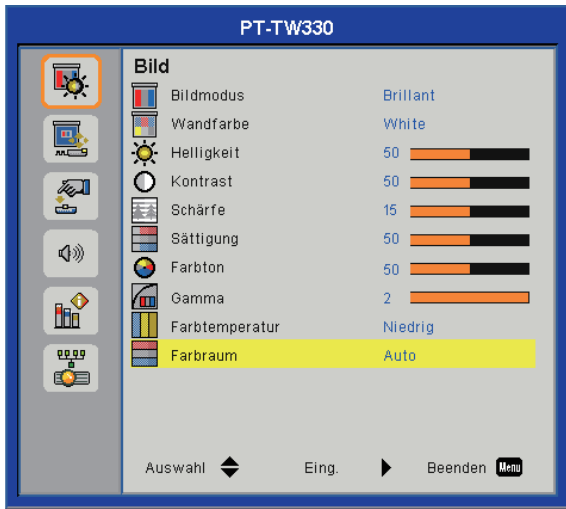 PT-TW330
Bild
Bildmodus Brillant
Wandfarbe White
Helligkeit 50
Kontrast 50
Schärfe 15
Sättigung 50
Farbton 50
Gamma 2
Farbtemperatur Niedrig
Farbraum Auto
Auswahl Eing. Beenden Menu